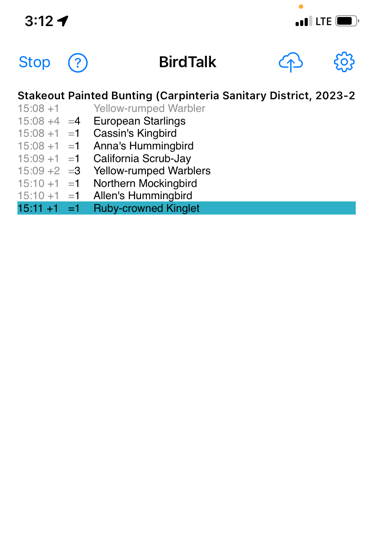 3:12 LTE
Stop ? BirdTalk
Stakeout Painted Bunting (Carpinteria Sanitary District, 2023-2
15:08 +1 Yellow-rumped Warbler
15:08 +4 =4 European Starlings
15:08 +1 =1 Cassin's Kingbird
15:08 +1 =1 Anna's Hummingbird
15:09 +1 =1 California Scrub-Jay
15:09 +2 =3 Yellow-rumped Warblers
15:10 +1 =1 Northern Mockingbird
15:10 +1 =1 Allen's Hummingbird
15:11 +1 =1 Ruby-crowned Kinglet